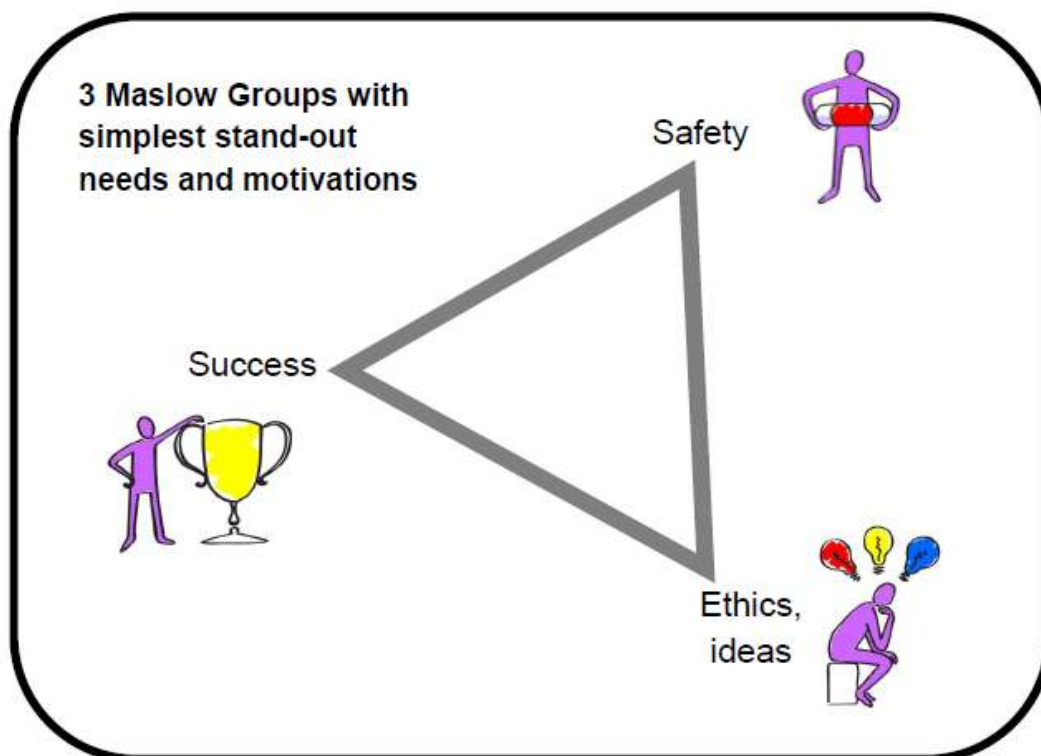 3 Maslow Groups with
simplest stand-out
needs and motivations
Safety
Success
Ethics,
ideas